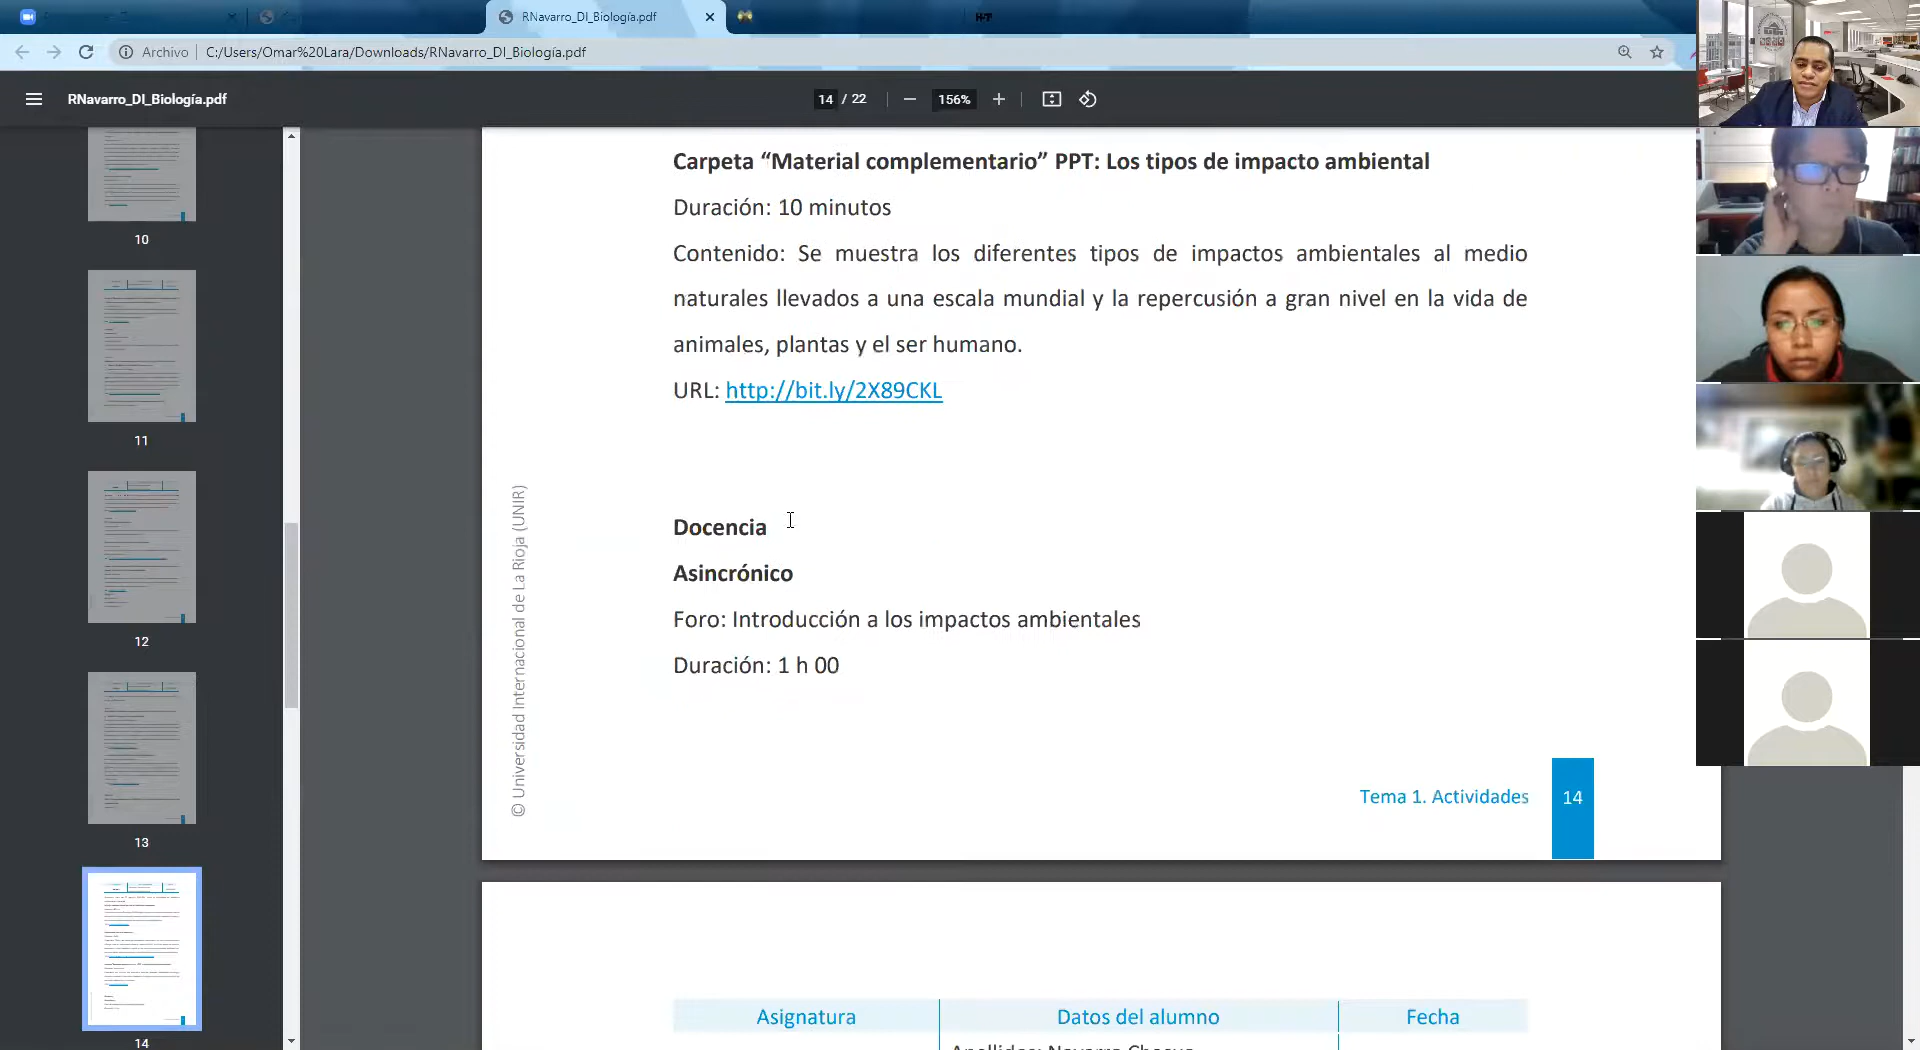 RNavarro_DI_Biología.pdf
Archivo
C:/Users/Omar%20Lara/Downloads/RNavarro_DI_Biología.pdf
RNavarro_DI_Biología.pdf
14 / 22
156%
10
11
12
13
14
Carpeta “Material complementario” PPT: Los tipos de impacto ambiental
Duración: 10 minutos
Contenido: Se muestra los diferentes tipos de impactos ambientales al medio
naturales llevados a una escala mundial y la repercusión a gran nivel en la vida de
animales, plantas y el ser humano.
URL: http://bit.ly/2X89CKL
Docencia
Asincrónico
Foro: Introducción a los impactos ambientales
Duración: 1 h 00
© Universidad Internacional de La Rioja (UNIR)
Tema 1. Actividades
14
Asignatura
Datos del alumno
Fecha